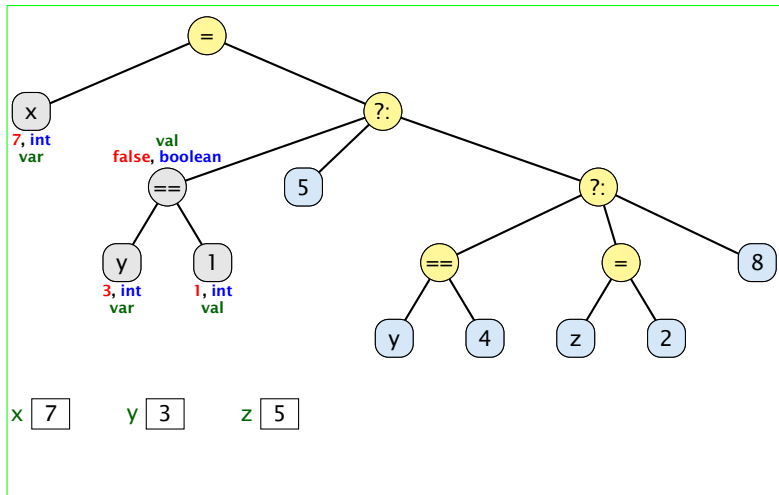 =
x
?:
7, int
var
val
false, boolean
==
5
?:
y
1
==
=
8
3, int
var
1, int
val
y
4
z
2
x 7
y 3
z 5